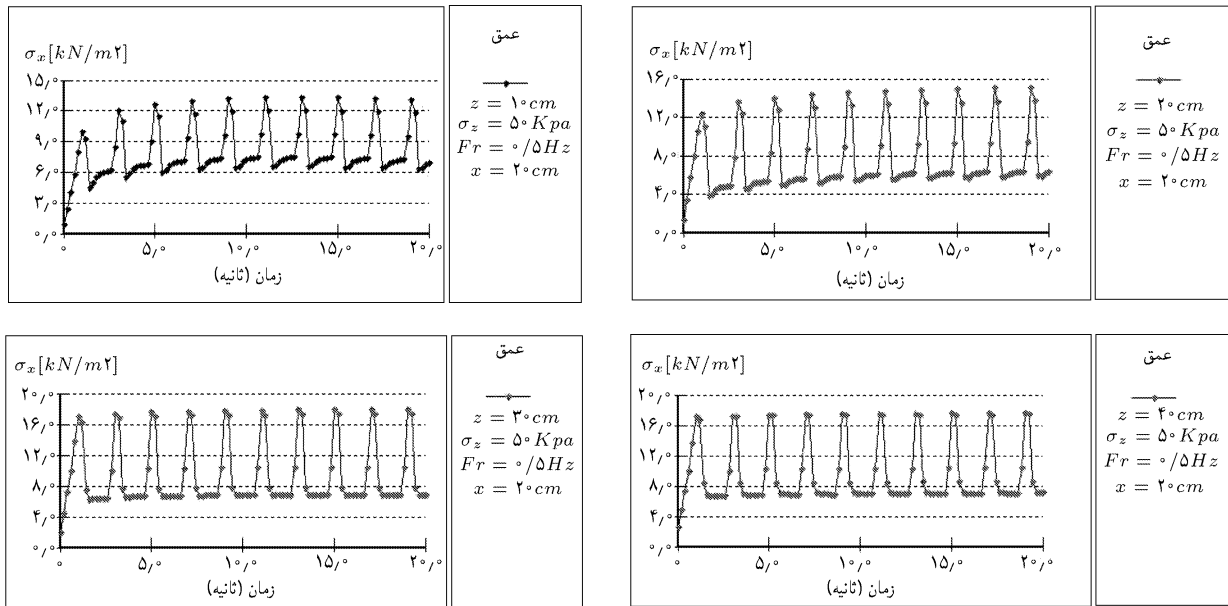 σx[kN/m۲]
۱۵٫۰
۱۲٫۰
۹٫۰
۶٫۰
۳٫۰
۰٫۰
۰ ۵٫۰ ۱۰٫۰ ۱۵٫۰ ۲۰٫۰
زمان (ثانیه)
عمق
z = ۱۰cm
σz = ۵۰Kpa
Fr = ۰/۵Hz
x = ۲۰cm
σx[kN/m۲]
۱۶٫۰
۱۲٫۰
۸٫۰
۴٫۰
۰٫۰
۰ ۵٫۰ ۱۰٫۰ ۱۵٫۰ ۲۰٫۰
زمان (ثانیه)
عمق
z = ۲۰cm
σz = ۵۰Kpa
Fr = ۰/۵Hz
x = ۲۰cm
σx[kN/m۲]
۲۰٫۰
۱۶٫۰
۱۲٫۰
۸٫۰
۴٫۰
۰٫۰
۰ ۵٫۰ ۱۰٫۰ ۱۵٫۰ ۲۰٫۰
زمان (ثانیه)
عمق
z = ۳۰cm
σz = ۵۰Kpa
Fr = ۰/۵Hz
x = ۲۰cm
σx[kN/m۲]
۲۰٫۰
۱۶٫۰
۱۲٫۰
۸٫۰
۴٫۰
۰٫۰
۰ ۵٫۰ ۱۰٫۰ ۱۵٫۰ ۲۰٫۰
زمان (ثانیه)
عمق
z = ۴۰cm
σz = ۵۰Kpa
Fr = ۰/۵Hz
x = ۲۰cm